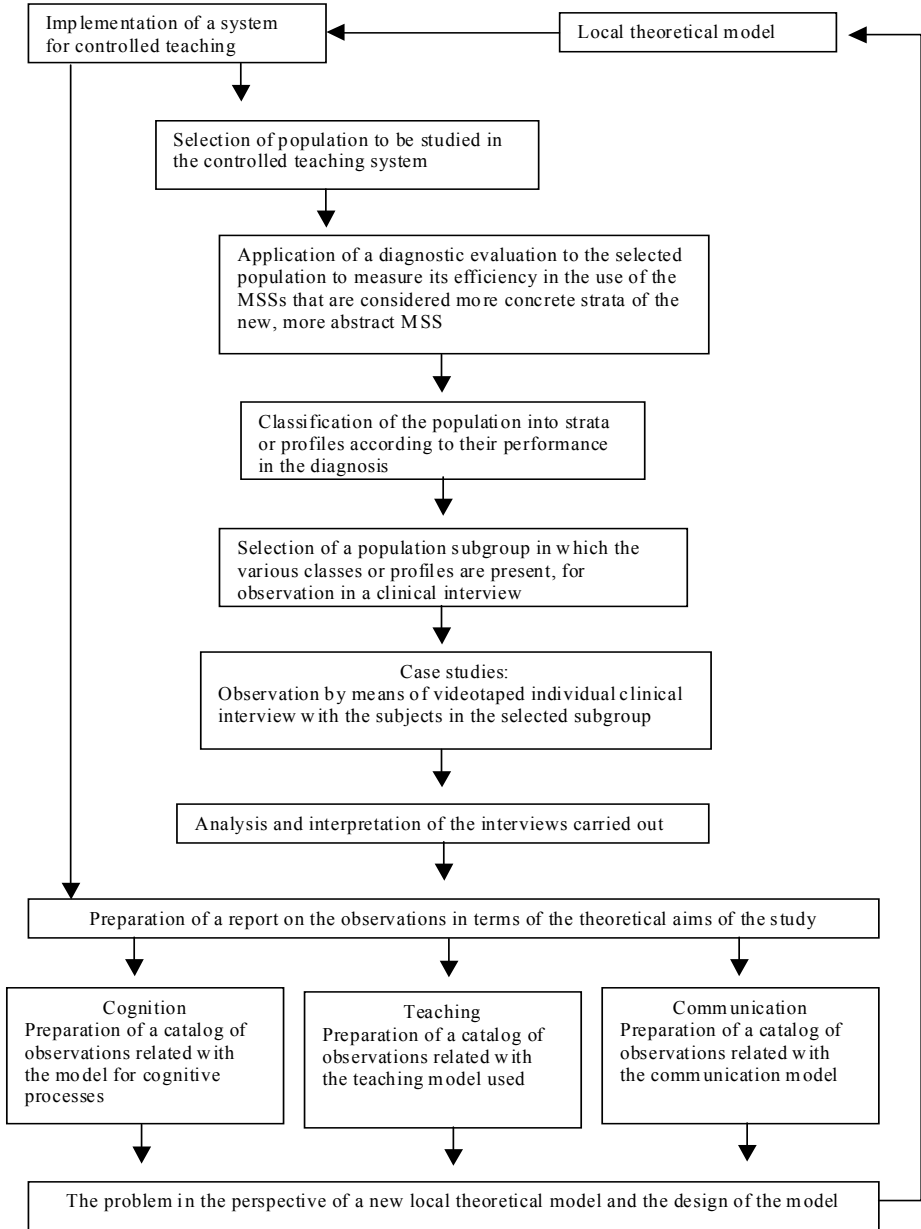 Implementation of a system
for controlled teaching
Local theoretical model
Selection of population to be studied in
the controlled teaching system
Application of a diagnostic evaluation to the selected
population to measure its efficiency in the use of the
MSSs that are considered more concrete strata of the
new, more abstract MSS
Classification of the population into strata
or profiles according to their performance
in the diagnosis
Selection of a population subgroup in which the
various classes or profiles are present, for
observation in a clinical interview
Case studies:
Observation by means of videotaped individual clinical
interview with the subjects in the selected subgroup
Analysis and interpretation of the interviews carried out
Preparation of a report on the observations in terms of the theoretical aims of the study
Cognition
Preparation of a catalog of
observations related with
the model for cognitive
processes
Teaching
Preparation of a catalog of
observations related with
the teaching model used
Communication
Preparation of a catalog of
observations related with
the communication model
The problem in the perspective of a new local theoretical model and the design of the model